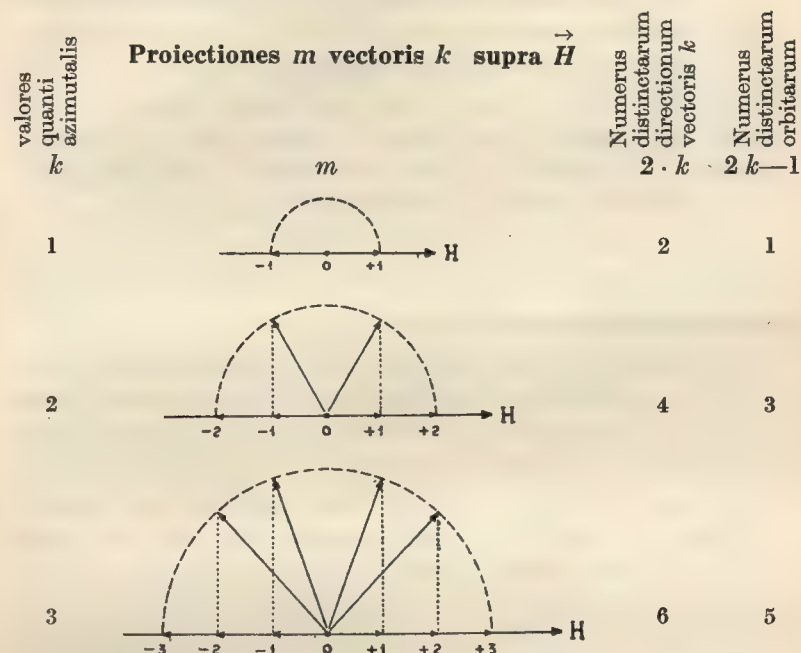 Proiectiones m vectoris k supra H⃗
valores
quanti
azimutalis
k
m
Numerus
distinctarum
directionum
vectoris k
2 · k
Numerus
distinctarum
orbitarum
2 k—1
1
-1 0 +1 H
2 1
2
-2 -1 0 +1 +2 H
4 3
3
-3 -2 -1 0 +1 +2 +3 H
6 5